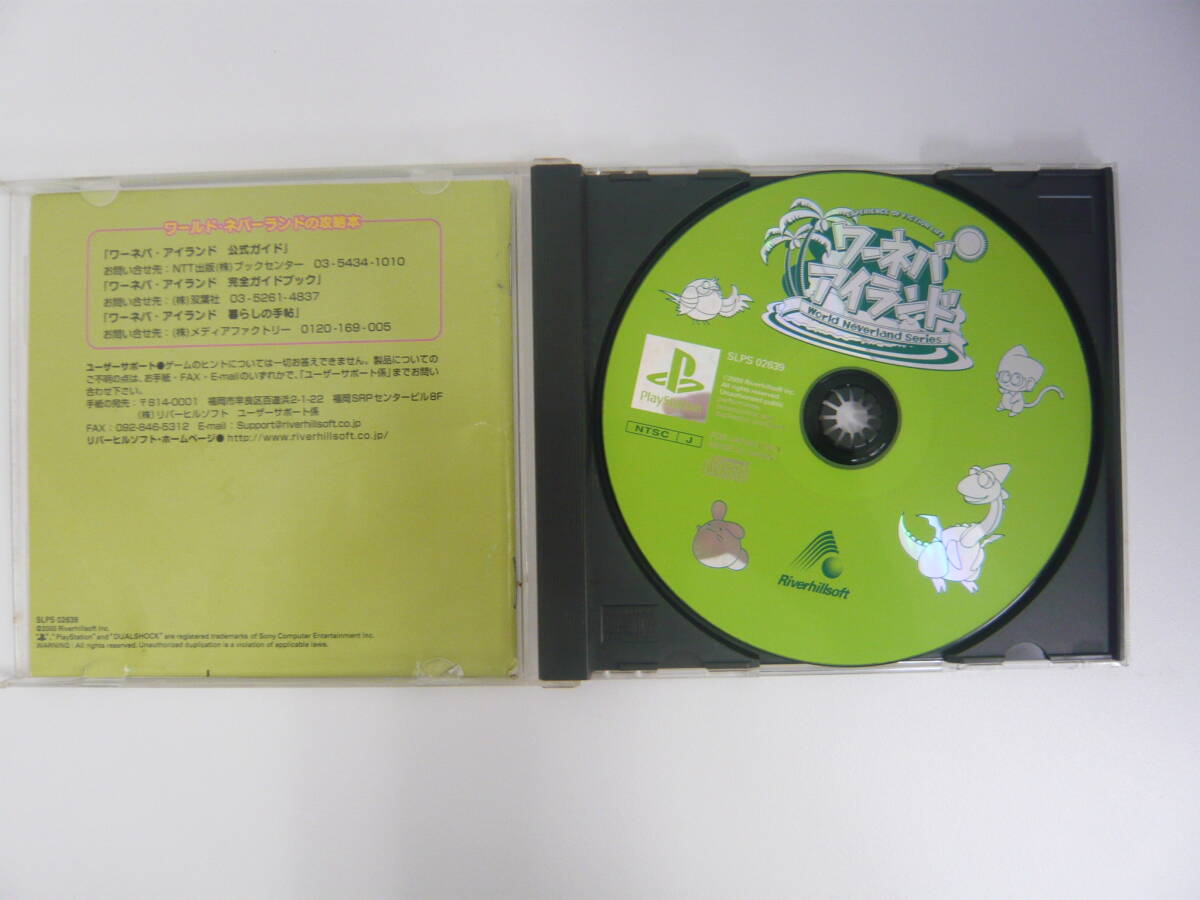 ワールド・ネバーランドの攻略本
「ワーネバ・アイランド 公式ガイド」
お問い合せ先：NTT出版(株)ブックセンター 03-5434-1010
「ワーネバ・アイランド 完全ガイドブック」
お問い合せ先：(株)双葉社 03-5261-4837
「ワーネバ・アイランド 暮らしの手帖」
お問い合せ先：(株)メディアファクトリー 0120-169-005
ユーザーサポート●ゲームのヒントについては一切お答えできません。製品についての
ご不明の点は、お手紙・FAX・E-mailのいずれかで、「ユーザーサポート係」までお問い
合わせ下さい。
手紙の宛先：〒814-0001 福岡市早良区百道浜2-1-22 福岡SRPセンタービル8F
(株)リバーヒルソフト ユーザーサポート係
FAX：092-846-5312 E-mail：Support@riverhillsoft.co.jp
リバーヒルソフト・ホームページ●http://www.riverhillsoft.co.jp/
SLPS 02639
©2000 Riverhillsoft Inc.
" ", "PlayStation" and "DUALSHOCK" are registered trademarks of Sony Computer Entertainment Inc.
WARNING : All rights reserved. Unauthorized duplication is a violation of applicable laws.
EXPERIENCE OF FICTION LIFE
ワーネバ
アイランド
World Neverland Series
PlayStation
SLPS 02639
©2000 Riverhillsoft Inc.
All rights reserved.
Unauthorized public
NTSC J
Riverhillsoft